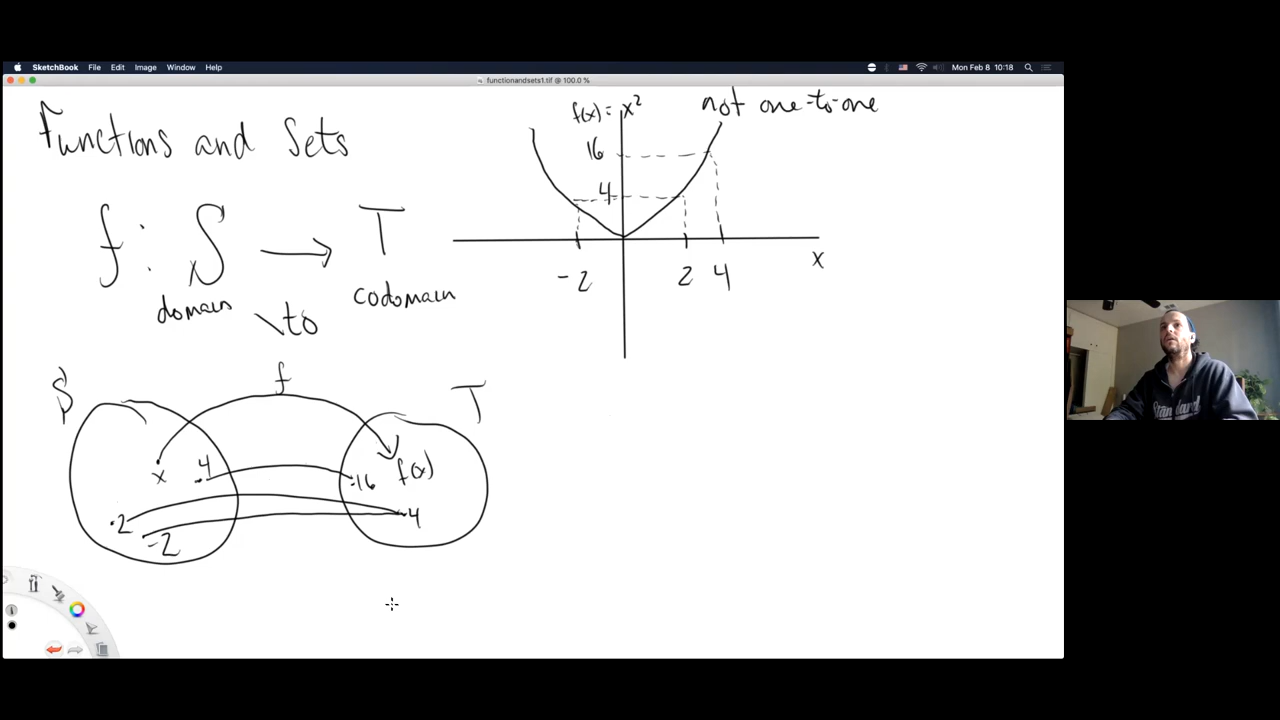 SketchBook File Edit Image Window Help Mon Feb 8 10:18
functionandsets1.tif @ 100.0 %
Functions and Sets
f: S → T
domain codomain
\to
f(x) = x²
not one-to-one
16
4
-2 2 4 x
S f T
x 4 16 f(x)
2 4
-2